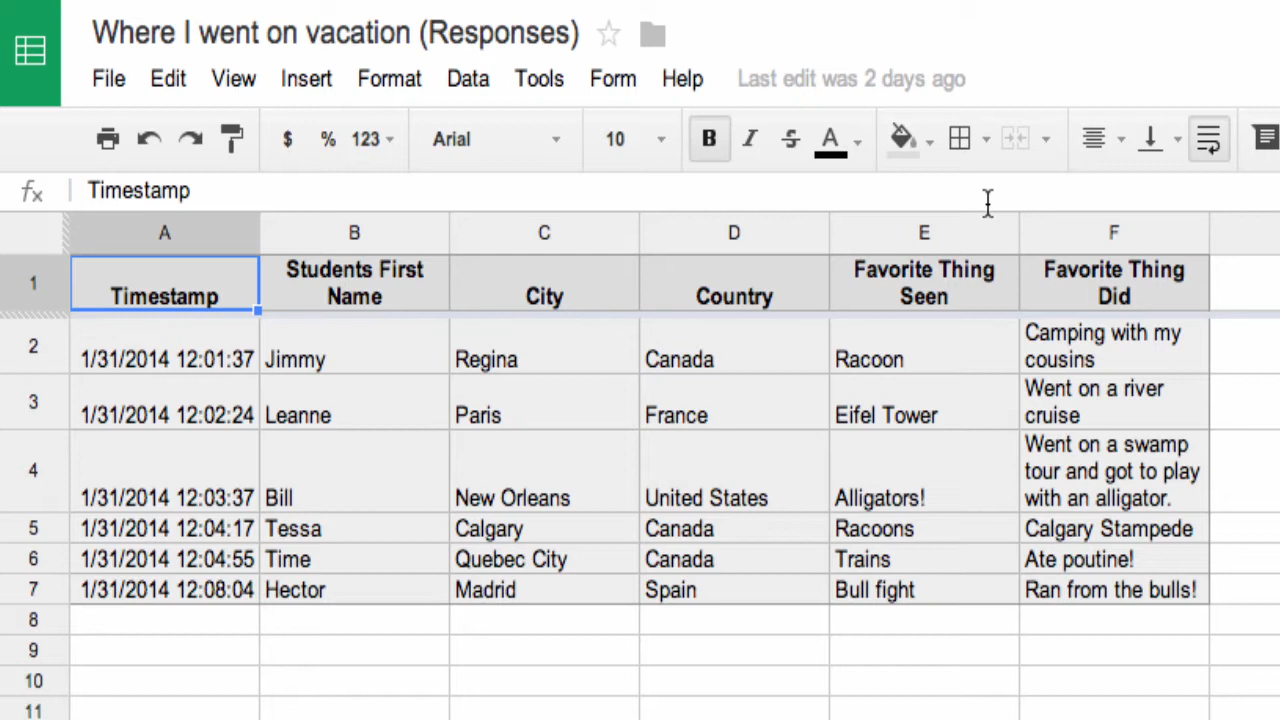 Where I went on vacation (Responses)
File Edit View Insert Format Data Tools Form Help Last edit was 2 days ago
$ % 123 Arial 10 B I S A
fx Timestamp
A B C D E F
1 Timestamp Students First Name City Country Favorite Thing Seen Favorite Thing Did
2 1/31/2014 12:01:37 Jimmy Regina Canada Racoon Camping with my cousins
3 1/31/2014 12:02:24 Leanne Paris France Eifel Tower Went on a river cruise
4 1/31/2014 12:03:37 Bill New Orleans United States Alligators! Went on a swamp tour and got to play with an alligator.
5 1/31/2014 12:04:17 Tessa Calgary Canada Racoons Calgary Stampede
6 1/31/2014 12:04:55 Time Quebec City Canada Trains Ate poutine!
7 1/31/2014 12:08:04 Hector Madrid Spain Bull fight Ran from the bulls!
8
9
10
11